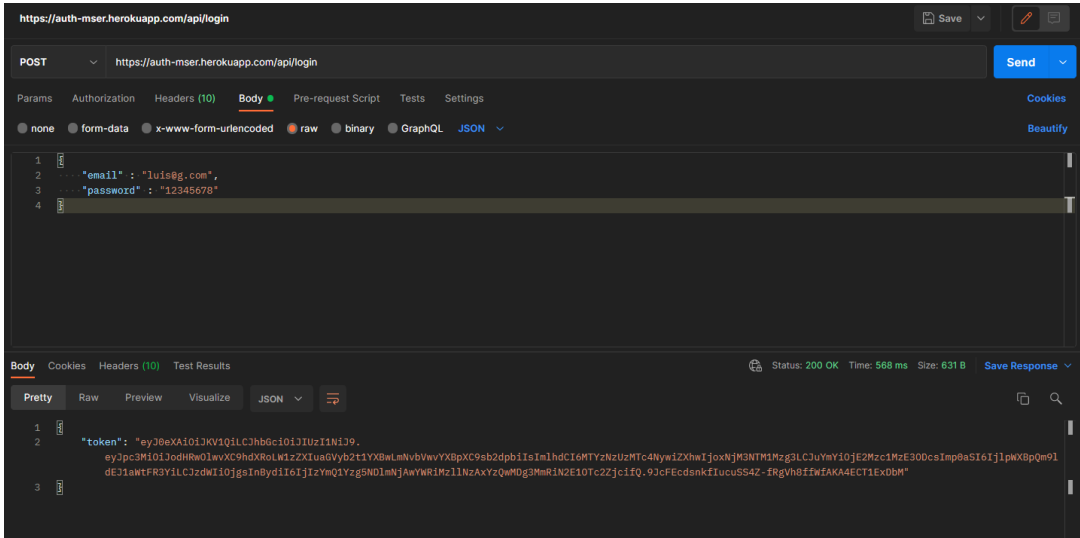 https://auth-mser.herokuapp.com/api/login
Save
POST https://auth-mser.herokuapp.com/api/login Send
Params Authorization Headers (10) Body Pre-request Script Tests Settings Cookies
none form-data x-www-form-urlencoded raw binary GraphQL JSON Beautify
1 {
2 "email" : "luis@g.com",
3 "password" : "12345678"
4 }
Body Cookies Headers (10) Test Results Status: 200 OK Time: 568 ms Size: 631 B Save Response
Pretty Raw Preview Visualize JSON
1 {
2 "token": "eyJ0eXAiOiJKV1QiLCJhbGciOiJIUzI1NiJ9.
3 }